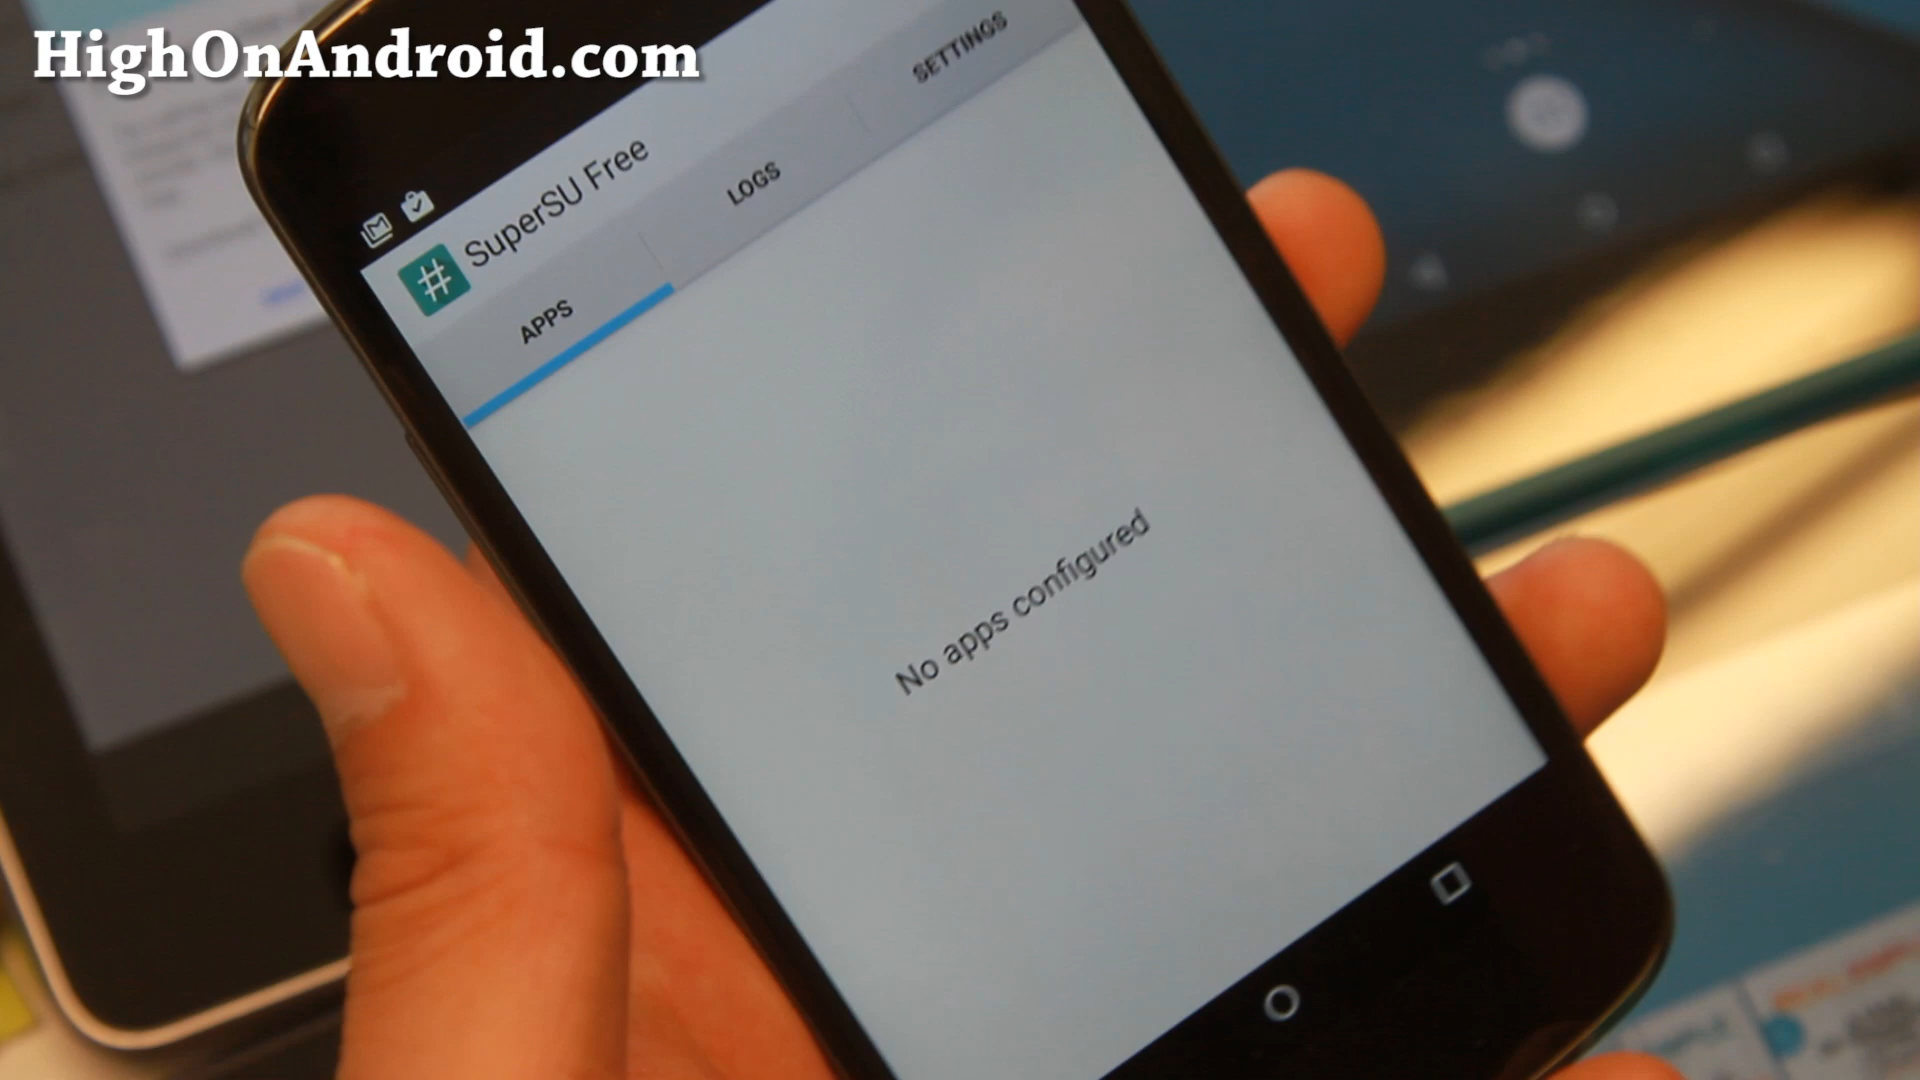 HighOnAndroid.com
# SuperSU Free
APPS
LOGS
SETTINGS
No apps configured